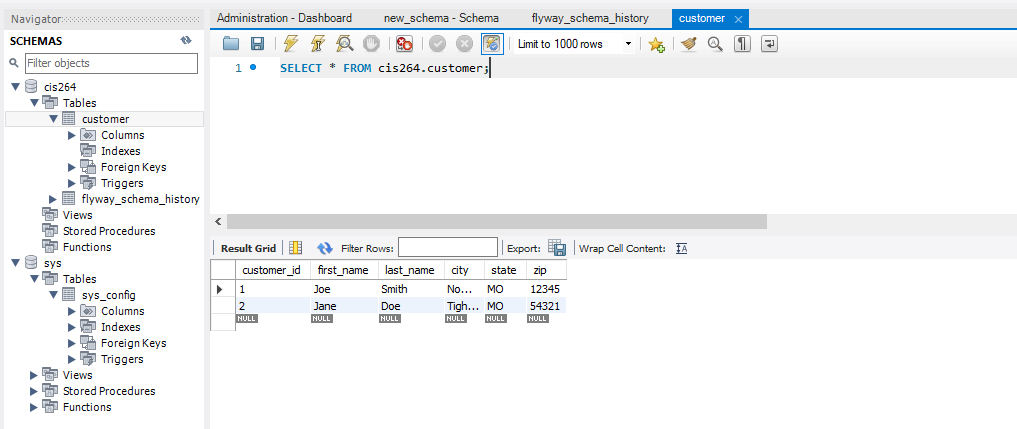 Navigator
SCHEMAS
Filter objects
cis264
Tables
customer
Columns
Indexes
Foreign Keys
Triggers
flyway_schema_history
Views
Stored Procedures
Functions
sys
Tables
sys_config
Columns
Indexes
Foreign Keys
Triggers
Views
Stored Procedures
Functions
Administration - Dashboard new_schema - Schema flyway_schema_history customer
Limit to 1000 rows
1 SELECT * FROM cis264.customer;
Result Grid Filter Rows: Export: Wrap Cell Content:
customer_id first_name last_name city state zip
1 Joe Smith No... MO 12345
2 Jane Doe Tigh... MO 54321
NULL NULL NULL NULL NULL NULL